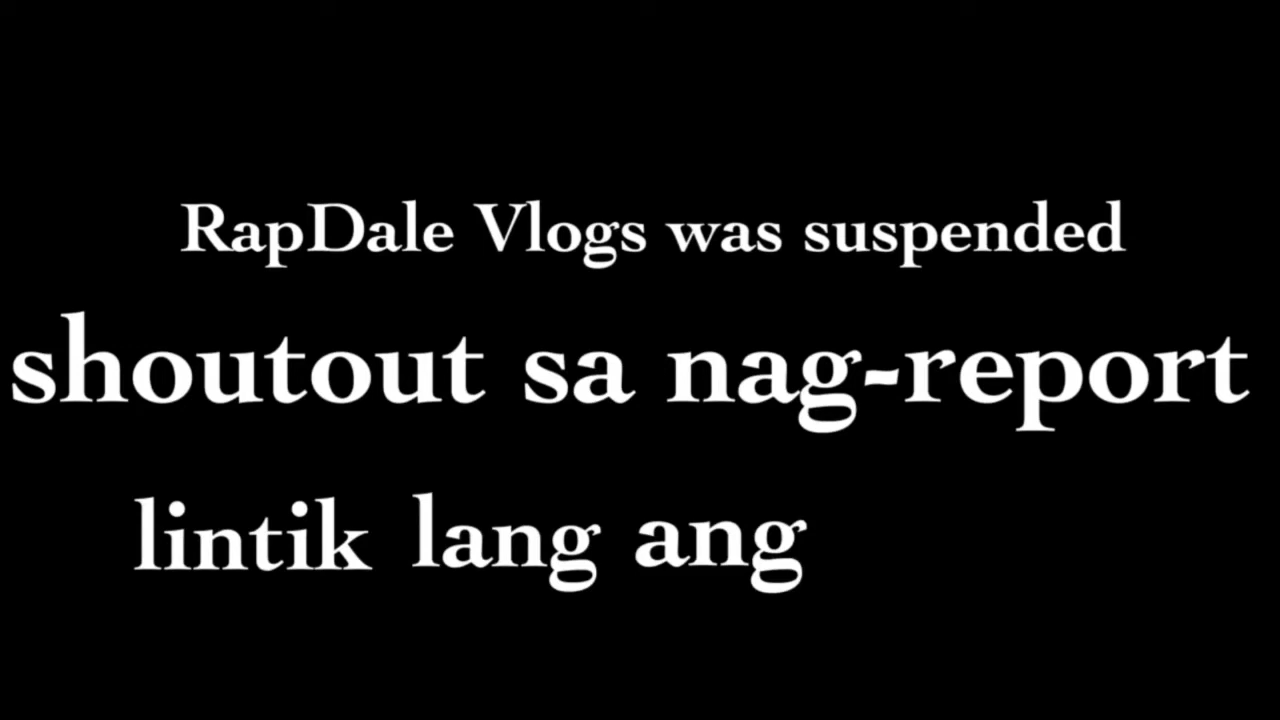 RapDale Vlogs was suspended
shoutout sa nag-report
lintik lang ang